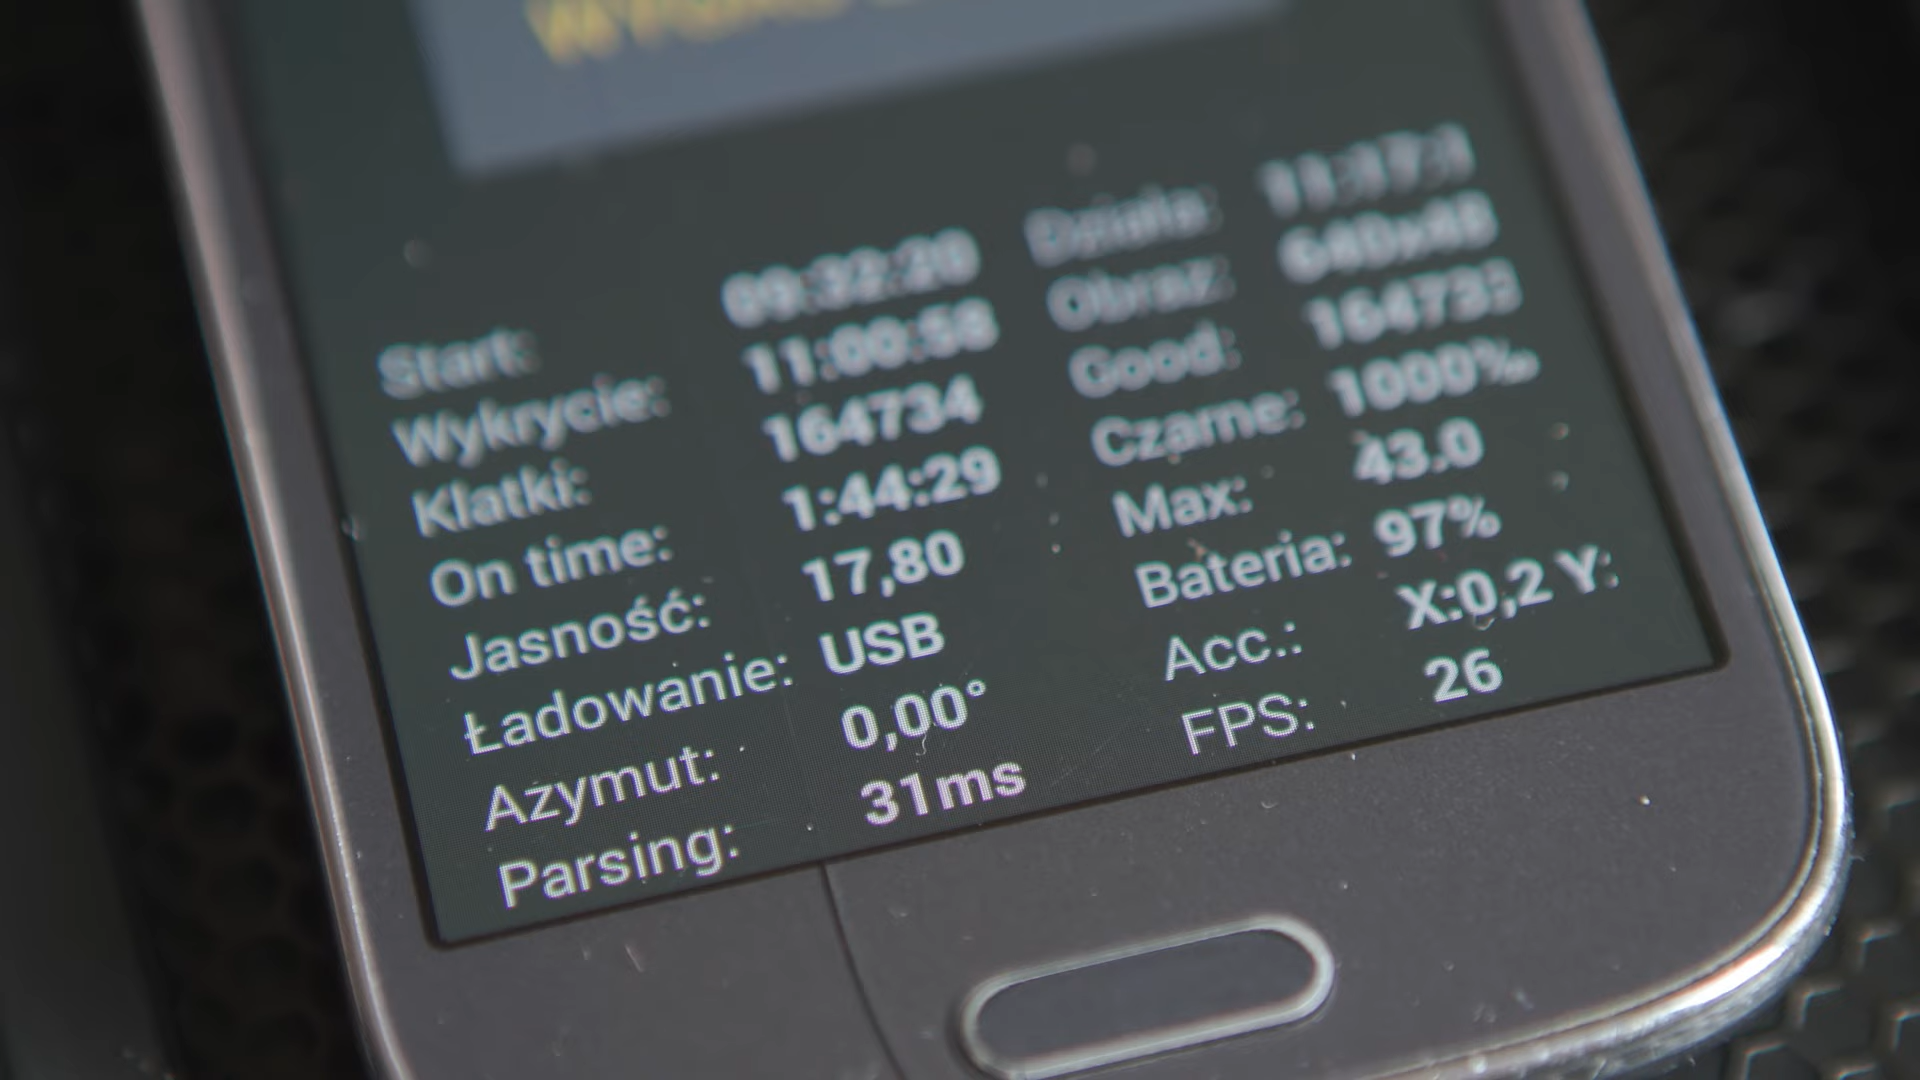 Start: 09:32:20 Działa:
Wykrycie: 11:00:58 Obraz: 640x48
Klatki: 164734 Good: 164733
On time: 1:44:29 Czarne: 1000‰
Jasność: 17,80 Max: 43.0
Ładowanie: USB Bateria: 97%
Azymut: 0,00° Acc.: X:0,2 Y:
Parsing: 31ms FPS: 26